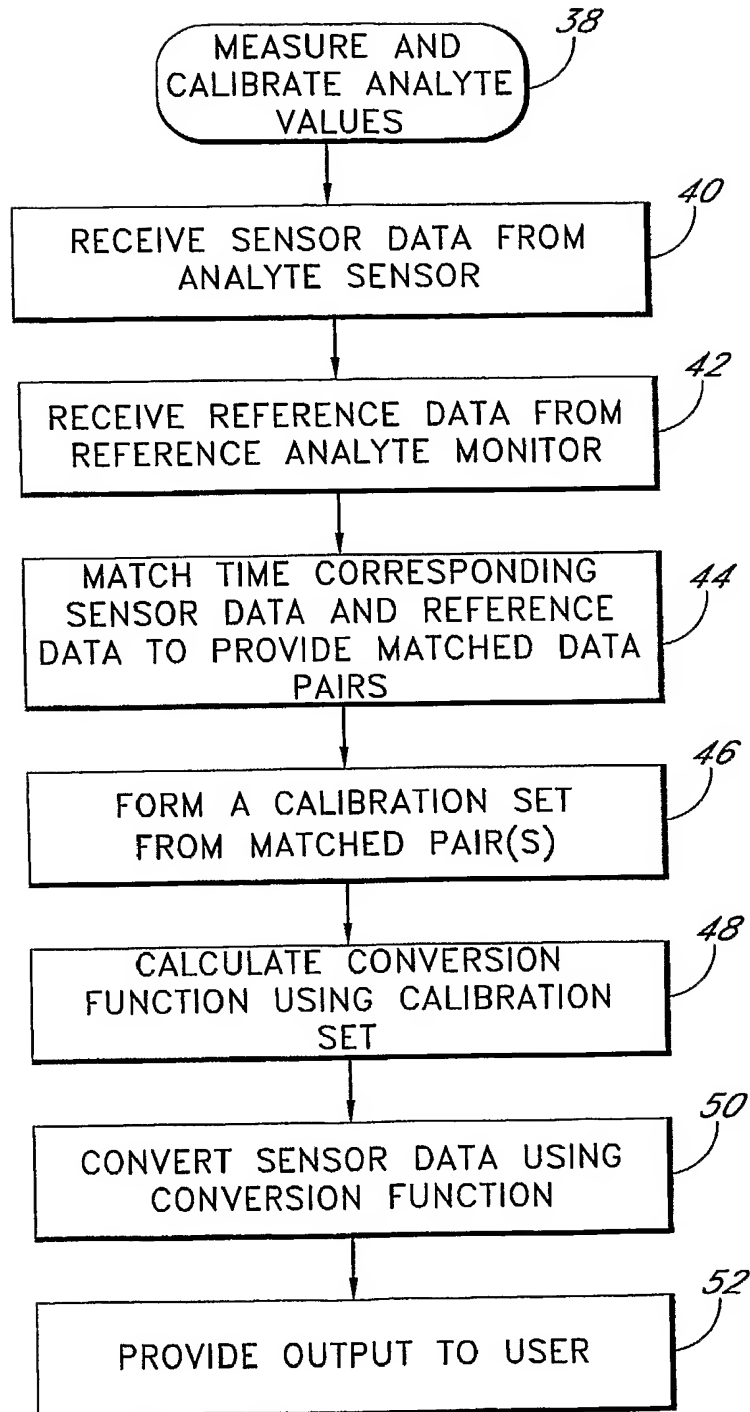 38
MEASURE AND
CALIBRATE ANALYTE
VALUES
40
RECEIVE SENSOR DATA FROM
ANALYTE SENSOR
42
RECEIVE REFERENCE DATA FROM
REFERENCE ANALYTE MONITOR
44
MATCH TIME CORRESPONDING
SENSOR DATA AND REFERENCE
DATA TO PROVIDE MATCHED DATA
PAIRS
46
FORM A CALIBRATION SET
FROM MATCHED PAIR(S)
48
CALCULATE CONVERSION
FUNCTION USING CALIBRATION
SET
50
CONVERT SENSOR DATA USING
CONVERSION FUNCTION
52
PROVIDE OUTPUT TO USER